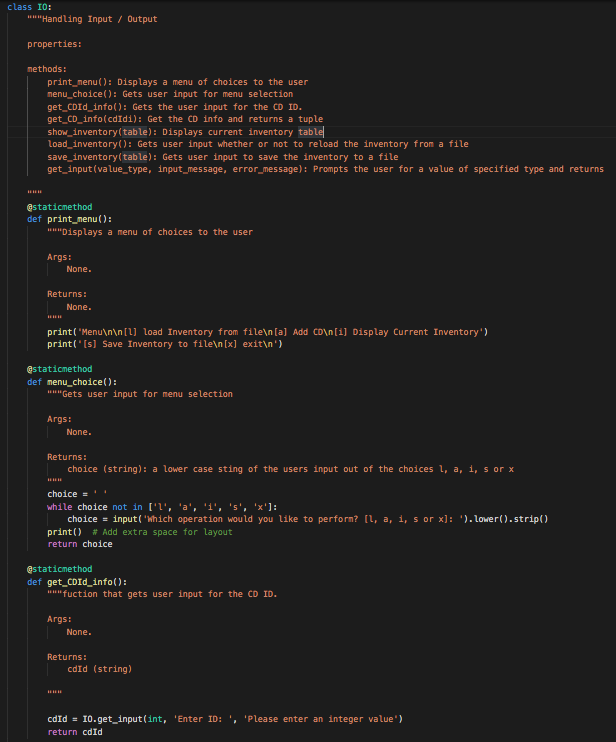 class IO:
    """Handling Input / Output

    properties:

    methods:
        print_menu(): Displays a menu of choices to the user
        menu_choice(): Gets user input for menu selection
        get_CDId_info(): Gets the user input for the CD ID.
        get_CD_info(cdIdi): Get the CD info and returns a tuple
        show_inventory(table): Displays current inventory table
        load_inventory(): Gets user input whether or not to reload the inventory from a file
        save_inventory(table): Gets user input to save the inventory to a file
        get_input(value_type, input_message, error_message): Prompts the user for a value of specified type and returns

    """
    @staticmethod
    def print_menu():
        """Displays a menu of choices to the user

        Args:
            None.

        Returns:
            None.
        """
        print('Menu\n\n[l] load Inventory from file\n[a] Add CD\n[i] Display Current Inventory')
        print('[s] Save Inventory to file\n[x] exit\n')

    @staticmethod
    def menu_choice():
        """Gets user input for menu selection

        Args:
            None.

        Returns:
            choice (string): a lower case sting of the users input out of the choices l, a, i, s or x
        """
        choice = ' '
        while choice not in ['l', 'a', 'i', 's', 'x']:
            choice = input('Which operation would you like to perform? [l, a, i, s or x]: ').lower().strip()
        print()  # Add extra space for layout
        return choice

    @staticmethod
    def get_CDId_info():
        """fuction that gets user input for the CD ID.

        Args:
            None.

        Returns:
            cdId (string)

        """

        cdId = IO.get_input(int, 'Enter ID: ', 'Please enter an integer value')
        return cdId